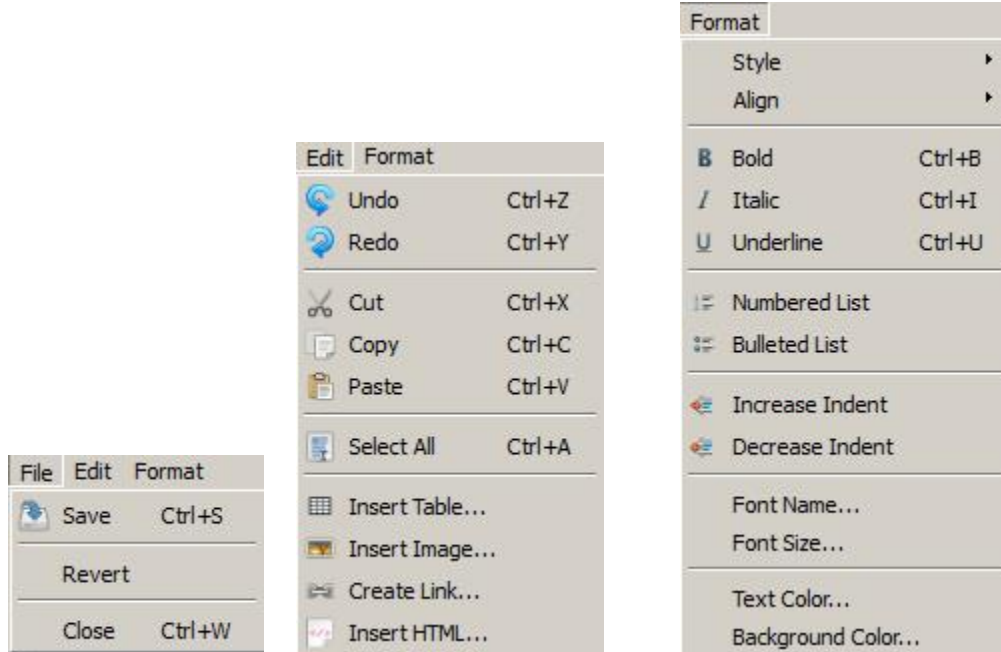 File Edit Format
Save Ctrl+S
Revert
Close Ctrl+W
Edit Format
Undo Ctrl+Z
Redo Ctrl+Y
Cut Ctrl+X
Copy Ctrl+C
Paste Ctrl+V
Select All Ctrl+A
Insert Table...
Insert Image...
Create Link...
Insert HTML...
Format
Style
Align
B Bold Ctrl+B
I Italic Ctrl+I
U Underline Ctrl+U
Numbered List
Bulleted List
Increase Indent
Decrease Indent
Font Name...
Font Size...
Text Color...
Background Color...